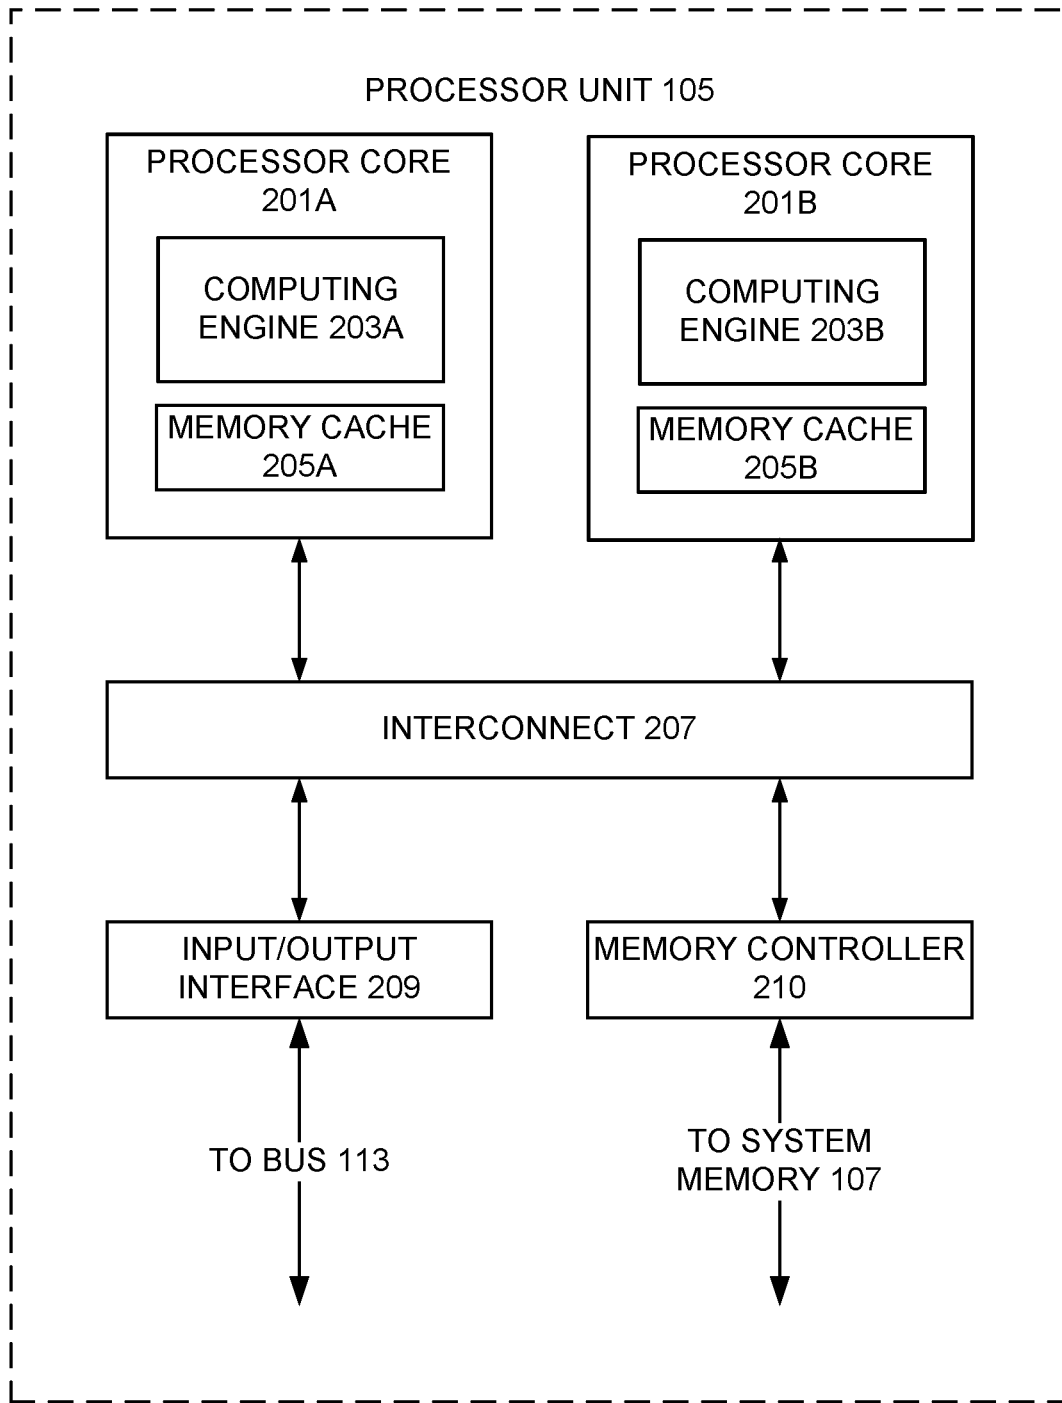 PROCESSOR UNIT 105
PROCESSOR CORE
201A
COMPUTING
ENGINE 203A
MEMORY CACHE
205A
PROCESSOR CORE
201B
COMPUTING
ENGINE 203B
MEMORY CACHE
205B
INTERCONNECT 207
INPUT/OUTPUT
INTERFACE 209
MEMORY CONTROLLER
210
TO BUS 113
TO SYSTEM
MEMORY 107